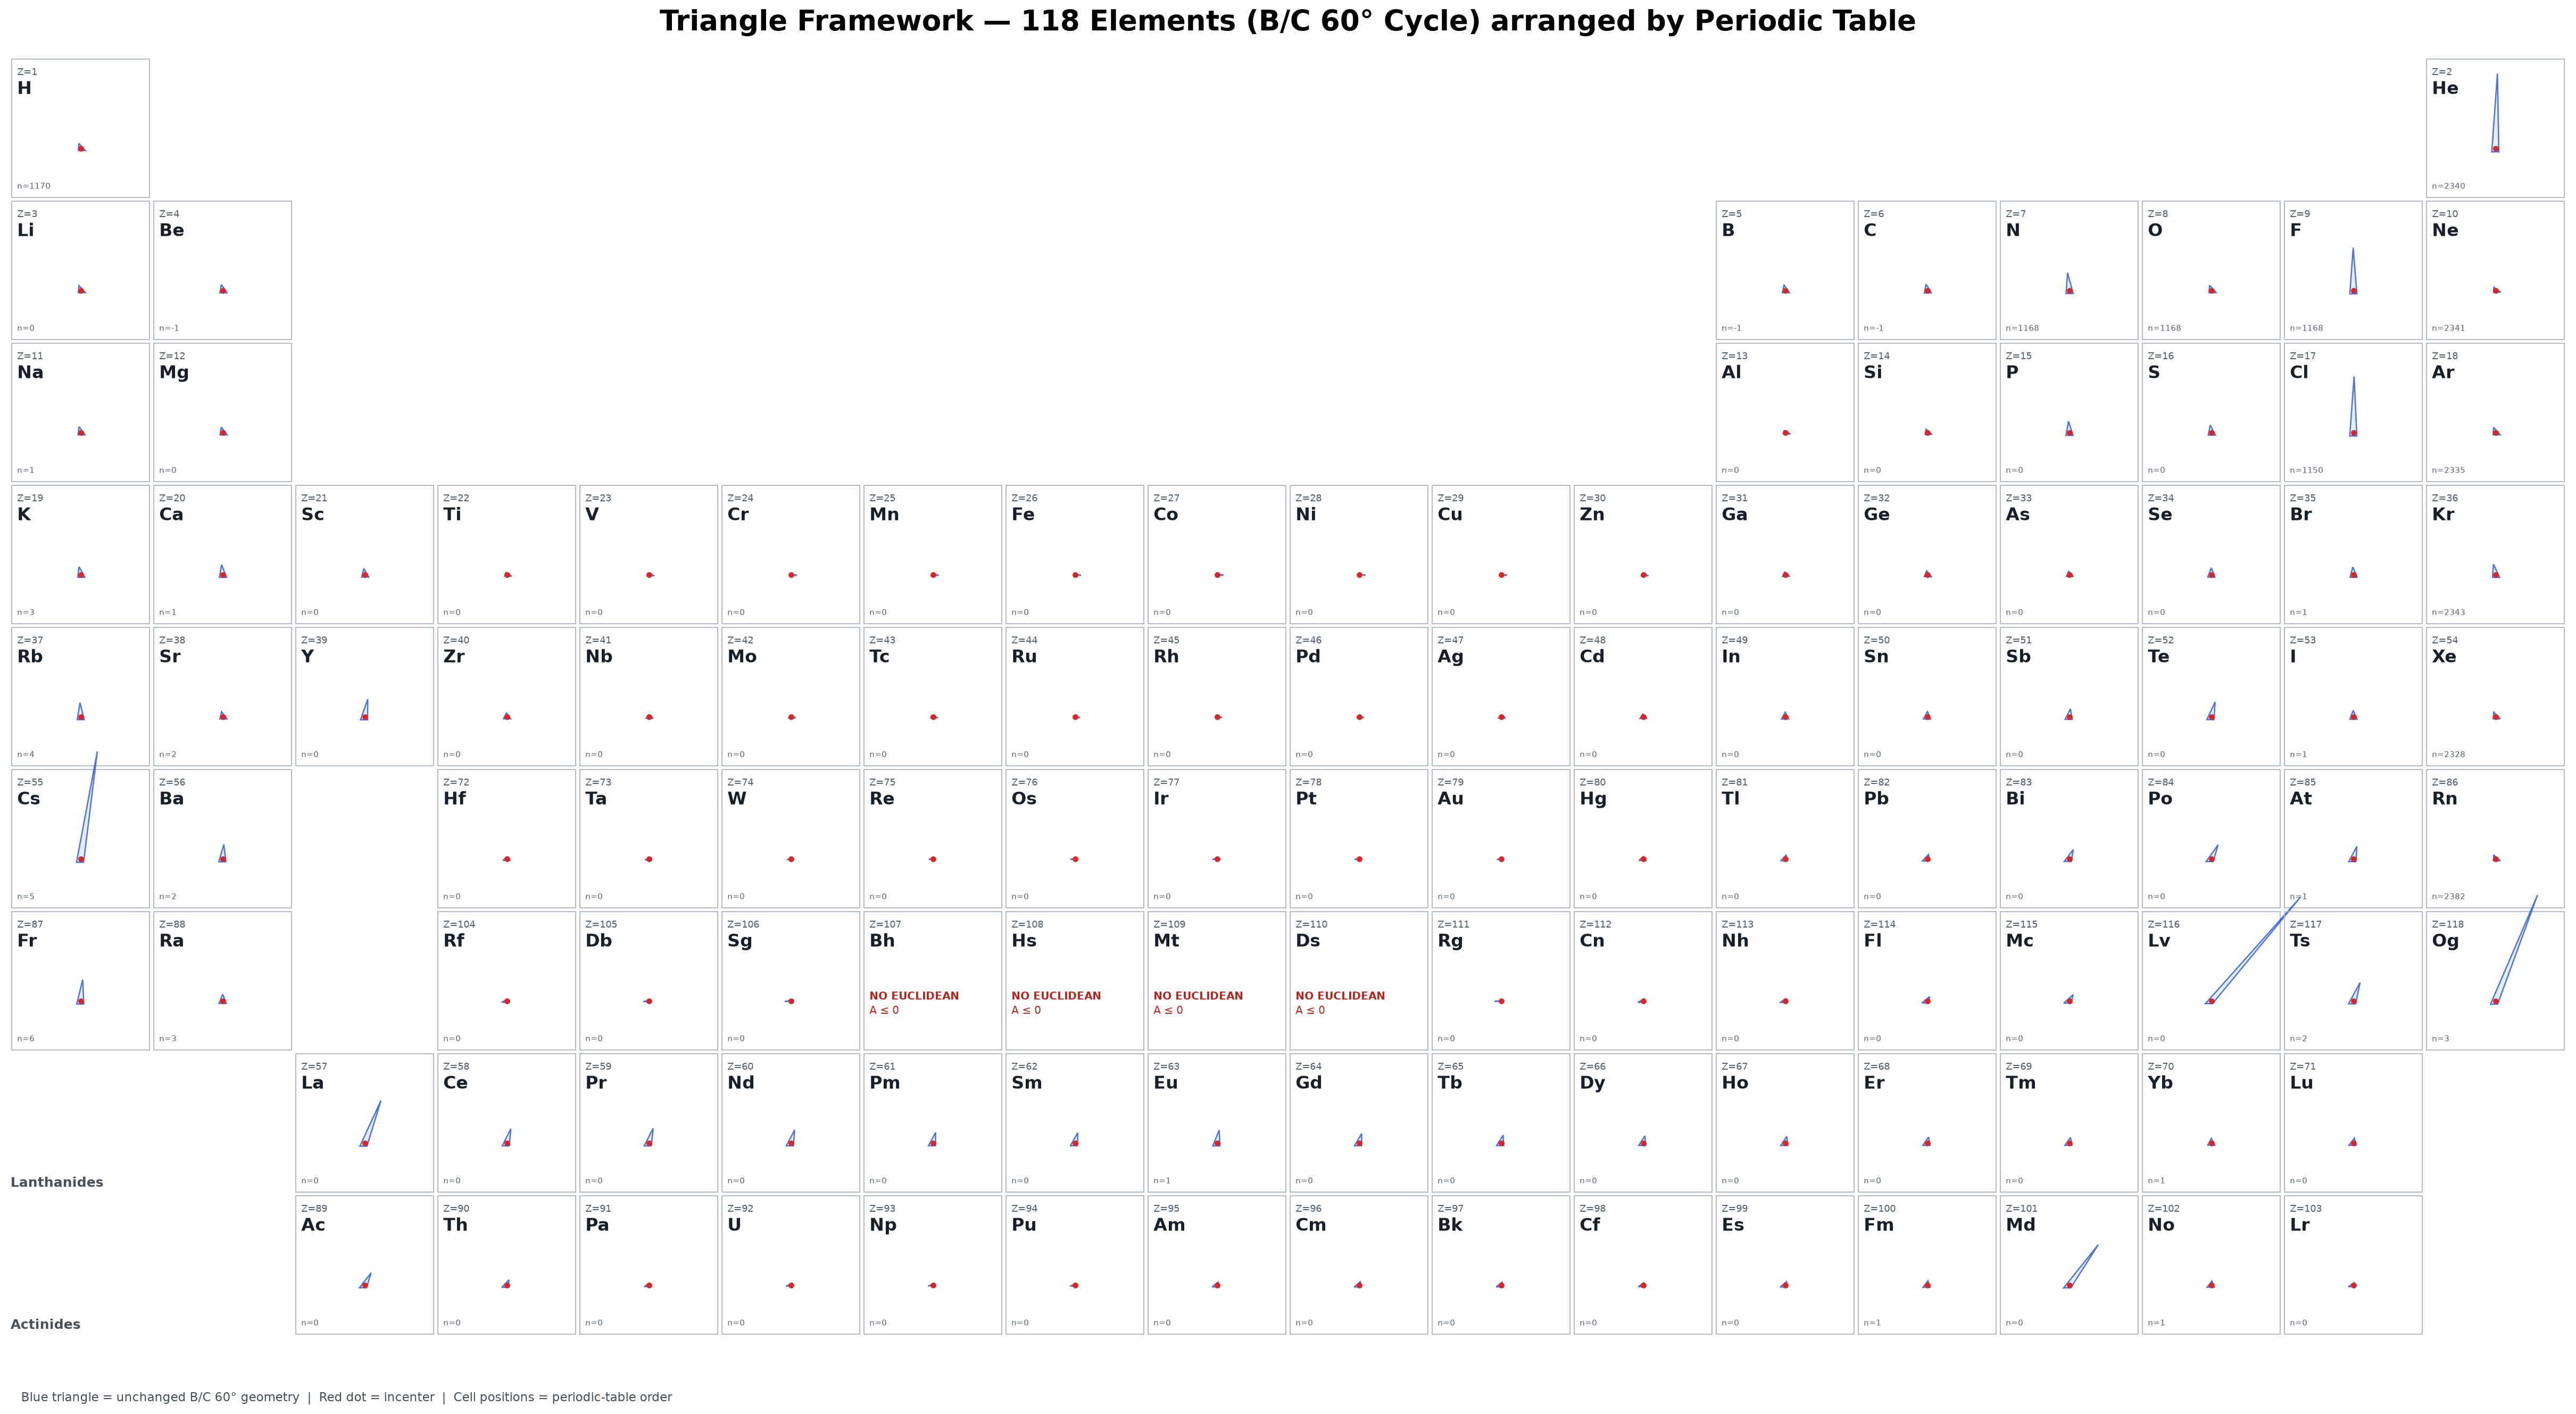 Triangle Framework — 118 Elements (B/C 60° Cycle) arranged by Periodic Table
Z=1
H
n=1170
Z=2
He
n=2340
Z=3
Li
n=0
Z=4
Be
n=-1
Z=5
B
n=-1
Z=6
C
n=-1
Z=7
N
n=1168
Z=8
O
n=1168
Z=9
F
n=1168
Z=10
Ne
n=2341
Z=11
Na
n=1
Z=12
Mg
n=0
Z=13
Al
n=0
Z=14
Si
n=0
Z=15
P
n=0
Z=16
S
n=0
Z=17
Cl
n=1150
Z=18
Ar
n=2335
Z=19
K
n=3
Z=20
Ca
n=1
Z=21
Sc
n=0
Z=22
Ti
n=0
Z=23
V
n=0
Z=24
Cr
n=0
Z=25
Mn
n=0
Z=26
Fe
n=0
Z=27
Co
n=0
Z=28
Ni
n=0
Z=29
Cu
n=0
Z=30
Zn
n=0
Z=31
Ga
n=0
Z=32
Ge
n=0
Z=33
As
n=0
Z=34
Se
n=0
Z=35
Br
n=1
Z=36
Kr
n=2343
Z=37
Rb
n=4
Z=38
Sr
n=2
Z=39
Y
n=0
Z=40
Zr
n=0
Z=41
Nb
n=0
Z=42
Mo
n=0
Z=43
Tc
n=0
Z=44
Ru
n=0
Z=45
Rh
n=0
Z=46
Pd
n=0
Z=47
Ag
n=0
Z=48
Cd
n=0
Z=49
In
n=0
Z=50
Sn
n=0
Z=51
Sb
n=0
Z=52
Te
n=0
Z=53
I
n=1
Z=54
Xe
n=2328
Z=55
Cs
n=5
Z=56
Ba
n=2
Z=72
Hf
n=0
Z=73
Ta
n=0
Z=74
W
n=0
Z=75
Re
n=0
Z=76
Os
n=0
Z=77
Ir
n=0
Z=78
Pt
n=0
Z=79
Au
n=0
Z=80
Hg
n=0
Z=81
Tl
n=0
Z=82
Pb
n=0
Z=83
Bi
n=0
Z=84
Po
n=0
Z=85
At
n=1
Z=86
Rn
n=2382
Z=87
Fr
n=6
Z=88
Ra
n=3
Z=104
Rf
n=0
Z=105
Db
n=0
Z=106
Sg
n=0
Z=107
Bh
NO EUCLIDEAN
A ≤ 0
Z=108
Hs
NO EUCLIDEAN
A ≤ 0
Z=109
Mt
NO EUCLIDEAN
A ≤ 0
Z=110
Ds
NO EUCLIDEAN
A ≤ 0
Z=111
Rg
n=0
Z=112
Cn
n=0
Z=113
Nh
n=0
Z=114
Fl
n=0
Z=115
Mc
n=0
Z=116
Lv
n=0
Z=117
Ts
n=2
Z=118
Og
n=3
Lanthanides
Z=57
La
n=0
Z=58
Ce
n=0
Z=59
Pr
n=0
Z=60
Nd
n=0
Z=61
Pm
n=0
Z=62
Sm
n=0
Z=63
Eu
n=1
Z=64
Gd
n=0
Z=65
Tb
n=0
Z=66
Dy
n=0
Z=67
Ho
n=0
Z=68
Er
n=0
Z=69
Tm
n=0
Z=70
Yb
n=1
Z=71
Lu
n=0
Actinides
Z=89
Ac
n=0
Z=90
Th
n=0
Z=91
Pa
n=0
Z=92
U
n=0
Z=93
Np
n=0
Z=94
Pu
n=0
Z=95
Am
n=0
Z=96
Cm
n=0
Z=97
Bk
n=0
Z=98
Cf
n=0
Z=99
Es
n=0
Z=100
Fm
n=1
Z=101
Md
n=0
Z=102
No
n=1
Z=103
Lr
n=0
Blue triangle = unchanged B/C 60° geometry | Red dot = incenter | Cell positions = periodic-table order